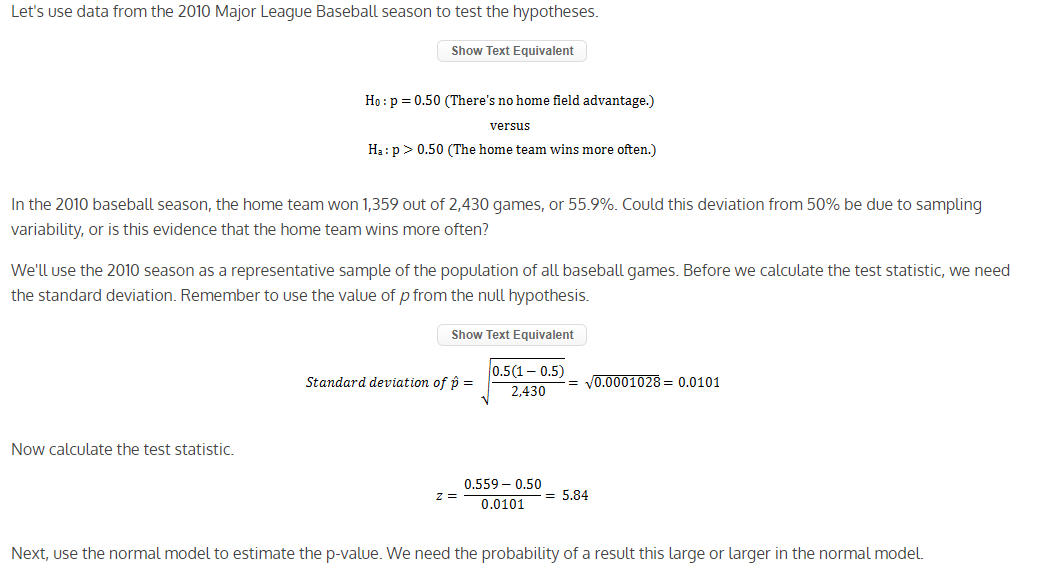 Let's use data from the 2010 Major League Baseball season to test the hypotheses.
Show Text Equivalent
H₀ : p = 0.50 (There's no home field advantage.)
versus
Hₐ : p > 0.50 (The home team wins more often.)
In the 2010 baseball season, the home team won 1,359 out of 2,430 games, or 55.9%. Could this deviation from 50% be due to sampling
variability, or is this evidence that the home team wins more often?
We'll use the 2010 season as a representative sample of the population of all baseball games. Before we calculate the test statistic, we need
the standard deviation. Remember to use the value of p from the null hypothesis.
Show Text Equivalent
Standard deviation of p̂ = √(0.5(1 − 0.5) / 2,430) = √0.0001028 = 0.0101
Now calculate the test statistic.
z = (0.559 − 0.50) / 0.0101 = 5.84
Next, use the normal model to estimate the p-value. We need the probability of a result this large or larger in the normal model.